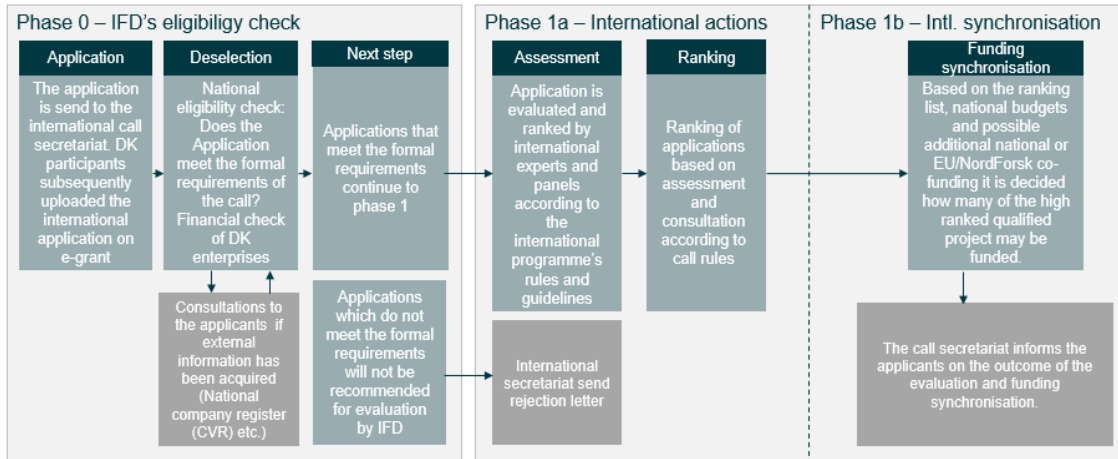 Phase 0 – IFD's eligibiligy check
Application
The application
is send to the
international call
secretariat. DK
participants
subsequently
uploaded the
international
application on
e-grant
Deselection
National
eligibility check:
Does the
Application
meet the formal
requirements of
the call?
Financial check
of DK
enterprises
Consultations to
the applicants if
external
information has
been acquired
(National
company register
(CVR) etc.)
Next step
Applications that
meet the formal
requirements
continue to
phase 1
Applications
which do not
meet the formal
requirements
will not be
recommended
for evaluation
by IFD
Phase 1a – International actions
Assessment
Application is
evaluated and
ranked by
international
experts and
panels
according to
the
international
programme's
rules and
guidelines
International
secretariat send
rejection letter
Ranking
Ranking of
applications
based on
assessment
and
consultation
according to
call rules
Phase 1b – Intl. synchronisation
Funding
synchronisation
Based on the ranking
list, national budgets
and possible
additional national or
EU/NordForsk co-
funding it is decided
how many of the high
ranked qualified
project may be
funded.
The call secretariat informs the
applicants on the outcome of the
evaluation and funding
synchronisation.